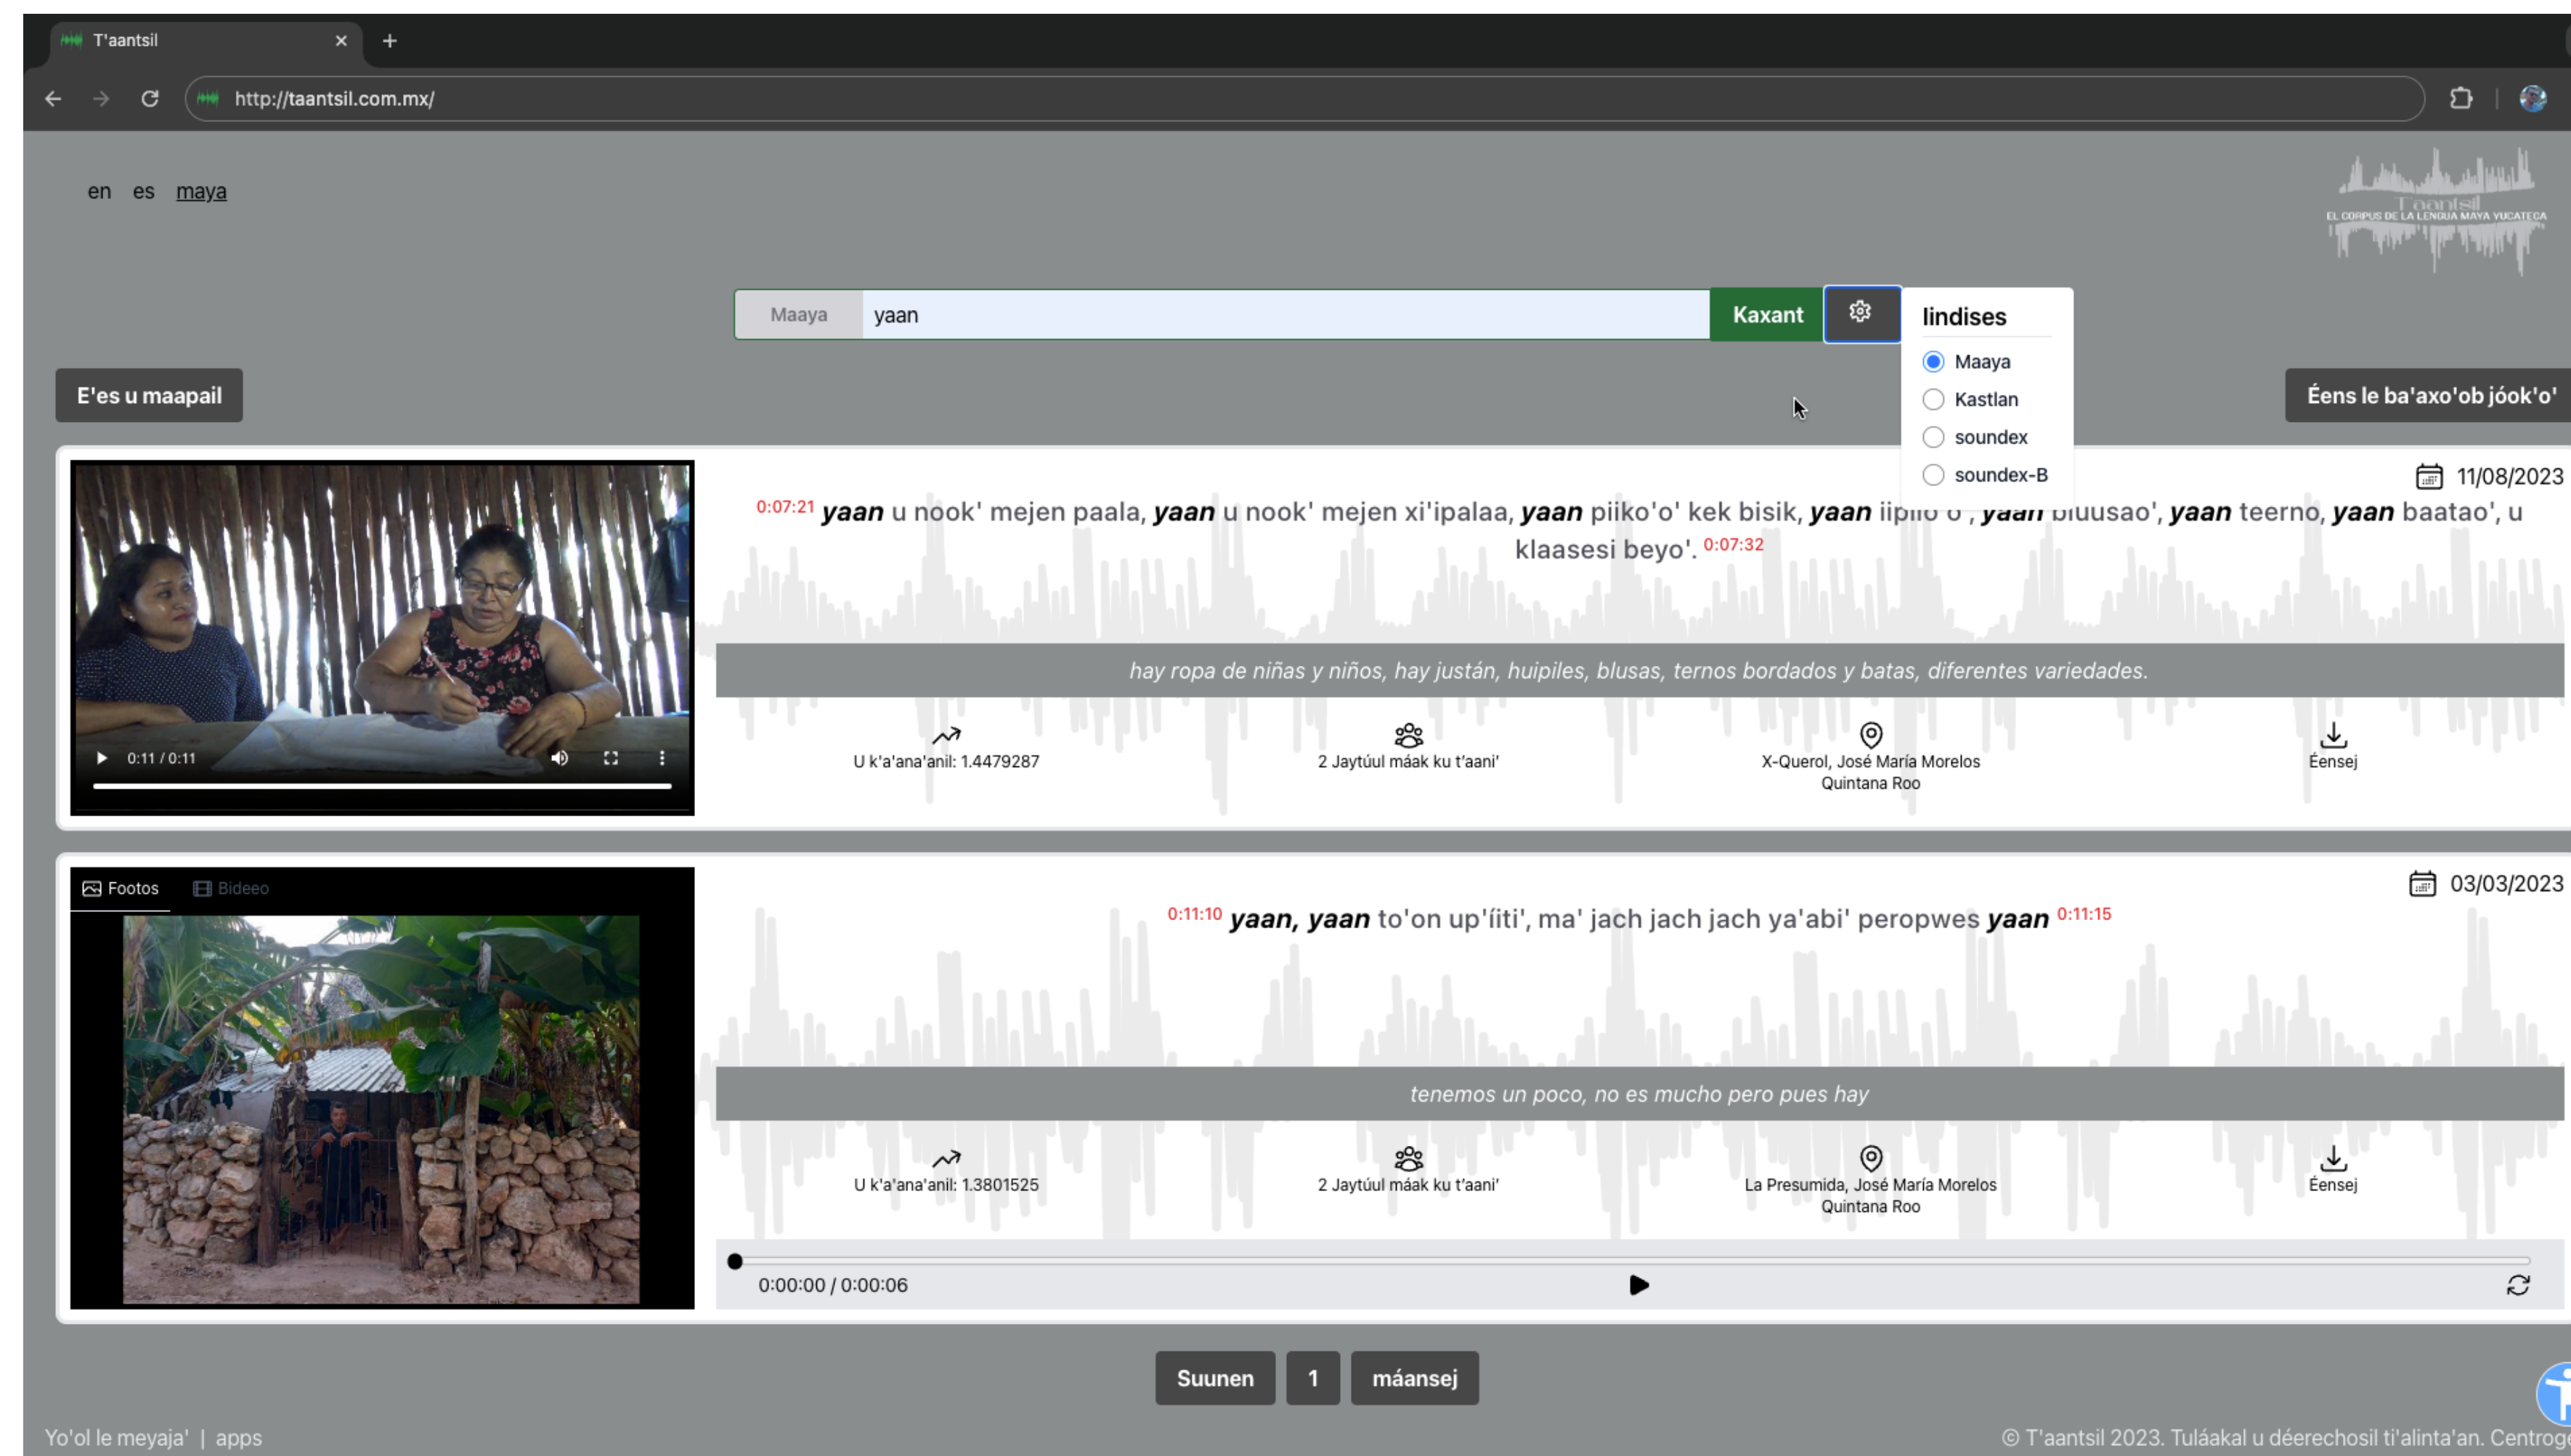 T'aantsil
http://taantsil.com.mx/
en es maya
T'aantsil
EL CORPUS DE LA LENGUA MAYA YUCATECA
Maaya yaan Kaxant
Iindises
Maaya
Kastlan
soundex
soundex-B
E'es u maapail
Éens le ba'axo'ob jóok'o'
11/08/2023
0:07:21 yaan u nook' mejen paala, yaan u nook' mejen xi'ipalaa, yaan piiko'o' kek bisik, yaan iipilo'o', yaan bluusao', yaan teerno, yaan baatao', u
klaasesi beyo'. 0:07:32
hay ropa de niñas y niños, hay justán, huipiles, blusas, ternos bordados y batas, diferentes variedades.
0:11 / 0:11
U k'a'ana'anil: 1.4479287
2 Jaytúul máak ku t'aani'
X-Querol, José María Morelos
Quintana Roo
Éensej
Footos Bideeo
03/03/2023
0:11:10 yaan, yaan to'on up'íiti', ma' jach jach jach ya'abi' peropwes yaan 0:11:15
tenemos un poco, no es mucho pero pues hay
U k'a'ana'anil: 1.3801525
2 Jaytúul máak ku t'aani'
La Presumida, José María Morelos
Quintana Roo
Éensej
0:00:00 / 0:00:06
Suunen 1 máansej
Yo'ol le meyaja' | apps
© T'aantsil 2023. Tuláakal u déerechosil ti'alinta'an.